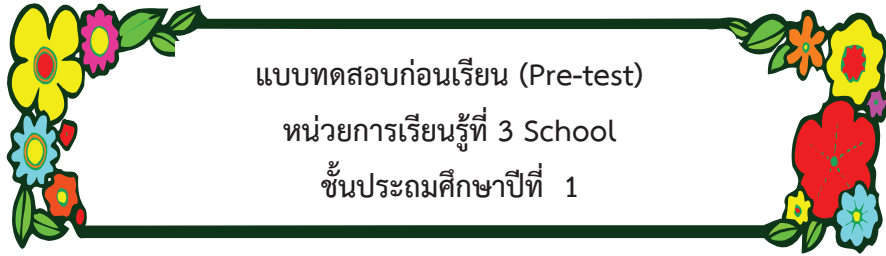 แบบทดสอบก่อนเรียน (Pre-test)
หน่วยการเรียนรู้ที่ 3 School
ชั้นประถมศึกษาปีที่ 1